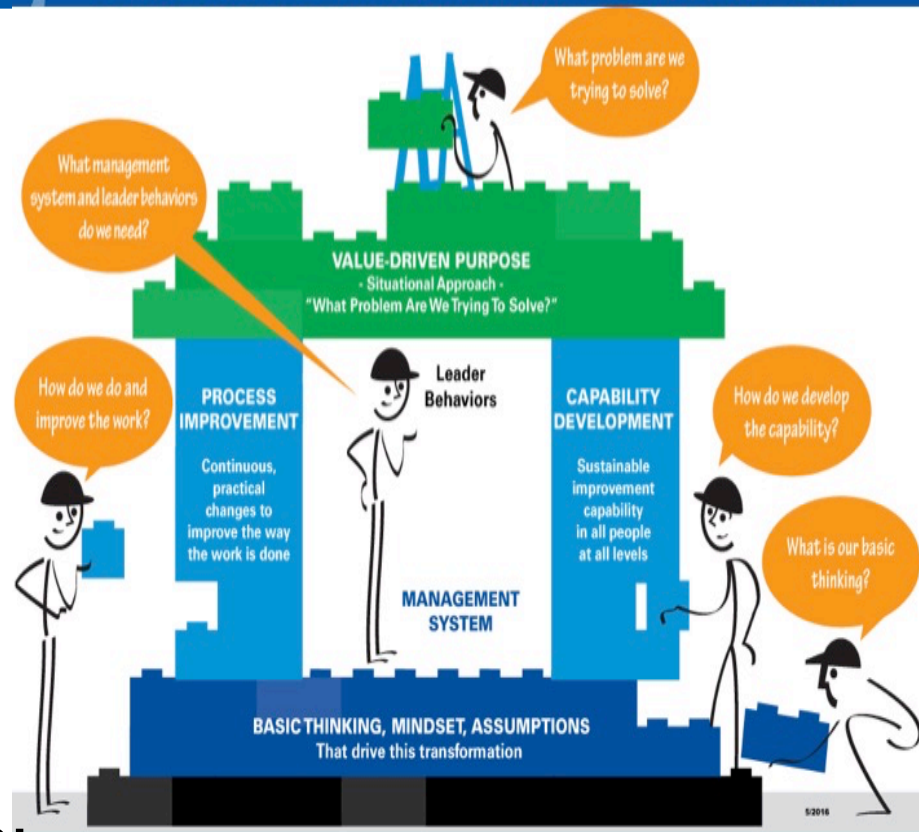 What problem are we
trying to solve?
What management
system and leader behaviors
do we need?
VALUE-DRIVEN PURPOSE
- Situational Approach -
"What Problem Are We Trying To Solve?"
How do we do and
improve the work?
PROCESS
IMPROVEMENT
Continuous,
practical
changes to
improve the way
the work is done
Leader
Behaviors
MANAGEMENT
SYSTEM
CAPABILITY
DEVELOPMENT
Sustainable
improvement
capability
in all people
at all levels
How do we develop
the capability?
What is our basic
thinking?
BASIC THINKING, MINDSET, ASSUMPTIONS
That drive this transformation
5/2016